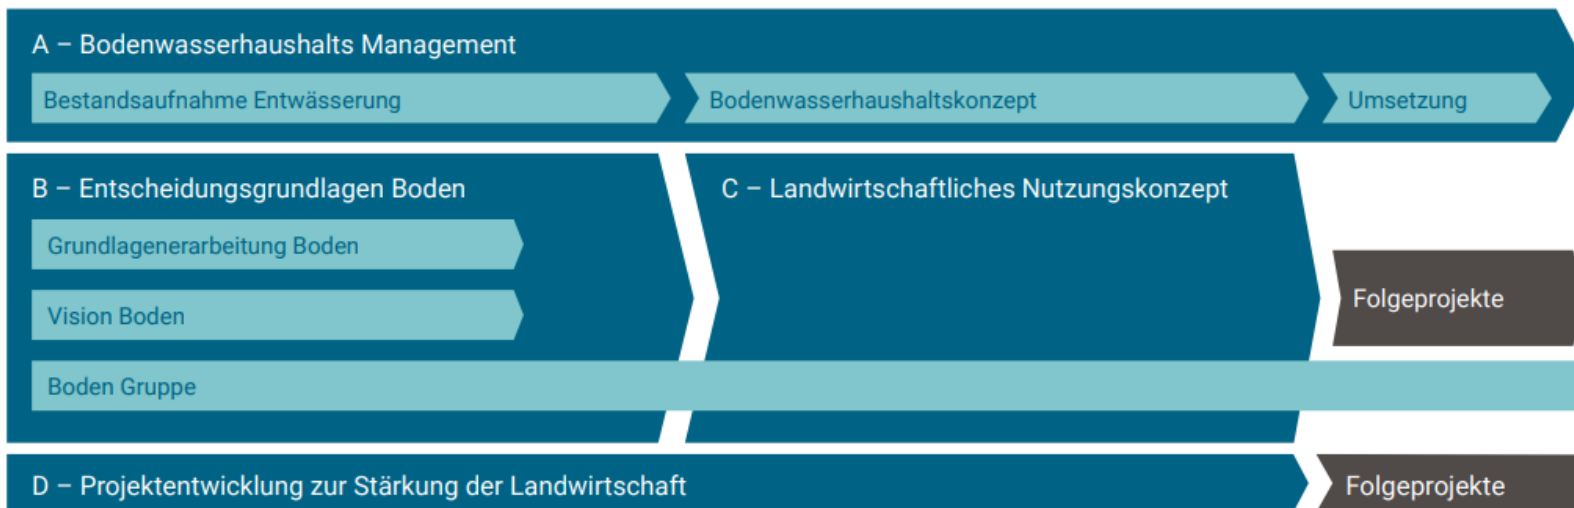 A – Bodenwasserhaushalts Management
Bestandsaufnahme Entwässerung
Bodenwasserhaushaltskonzept
Umsetzung
B – Entscheidungsgrundlagen Boden
Grundlagenerarbeitung Boden
Vision Boden
Boden Gruppe
C – Landwirtschaftliches Nutzungskonzept
Folgeprojekte
D – Projektentwicklung zur Stärkung der Landwirtschaft
Folgeprojekte